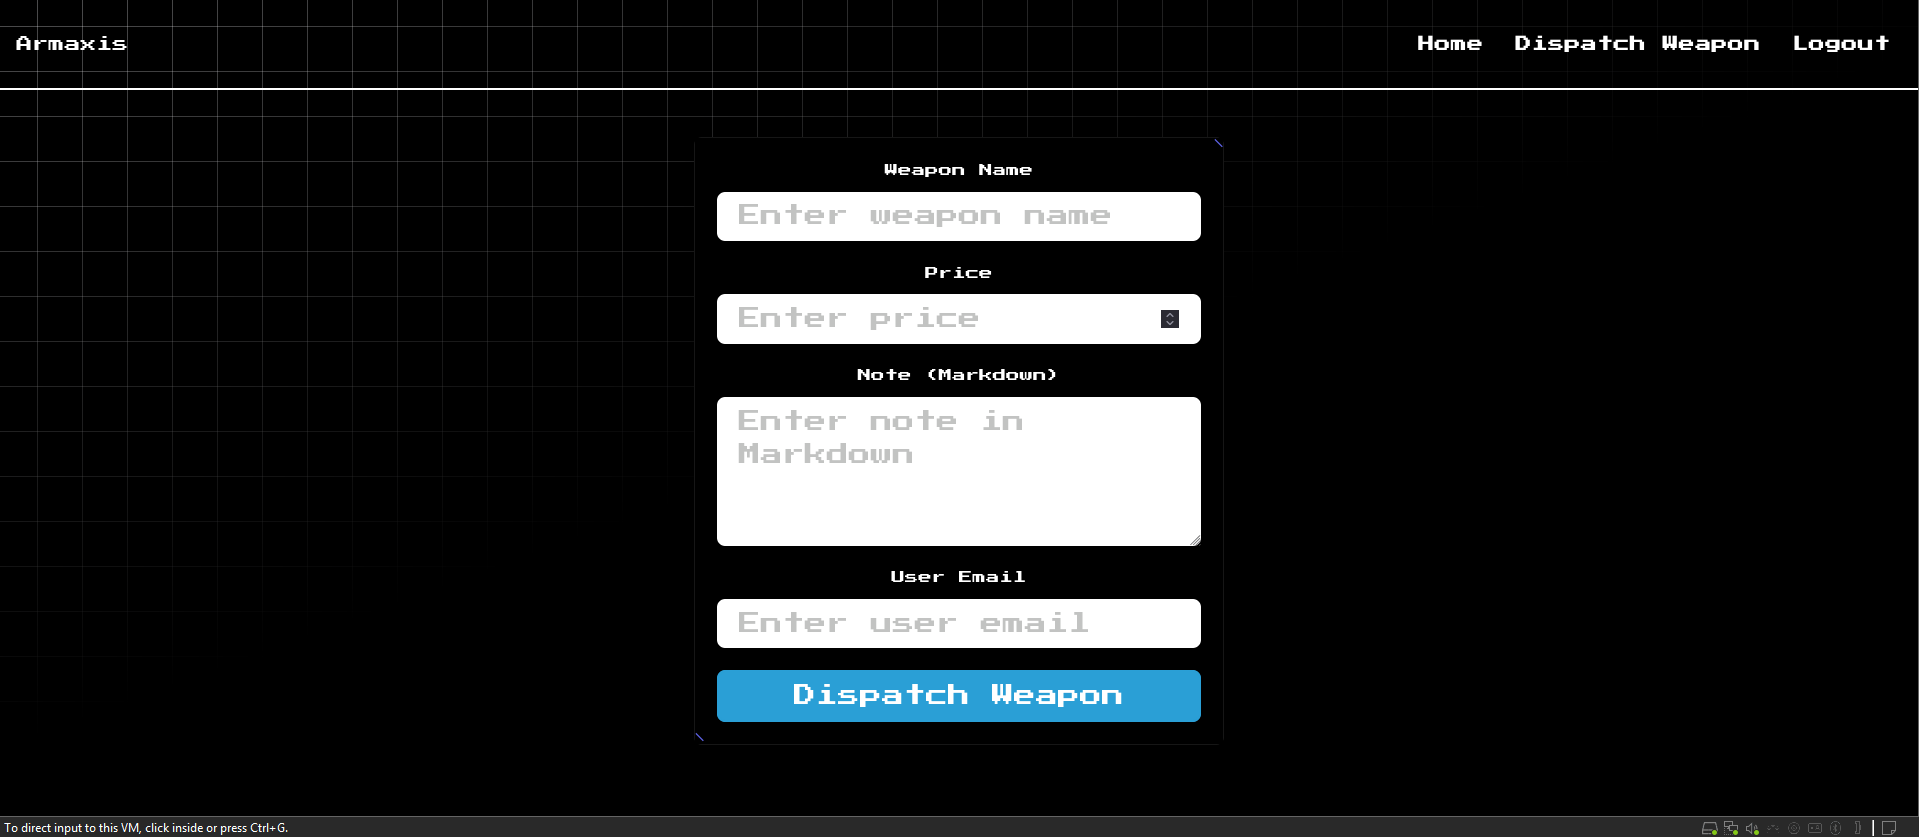 Armaxis
Home Dispatch Weapon Logout
Weapon Name
Enter weapon name
Price
Enter price
Note (Markdown)
Enter note in
Markdown
User Email
Enter user email
Dispatch Weapon
To direct input to this VM, click inside or press Ctrl+G.